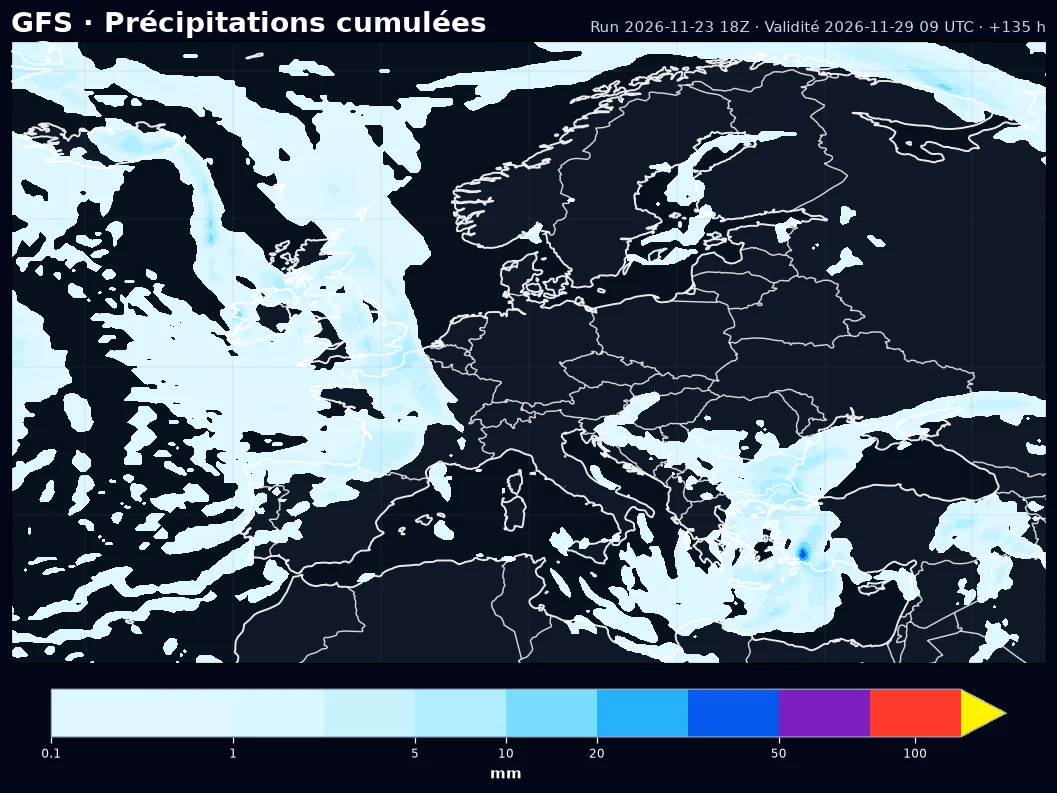 GFS · Précipitations cumulées
Run 2026-11-23 18Z · Validité 2026-11-29 09 UTC · +135 h
0.1 1 5 10 20 50 100
mm